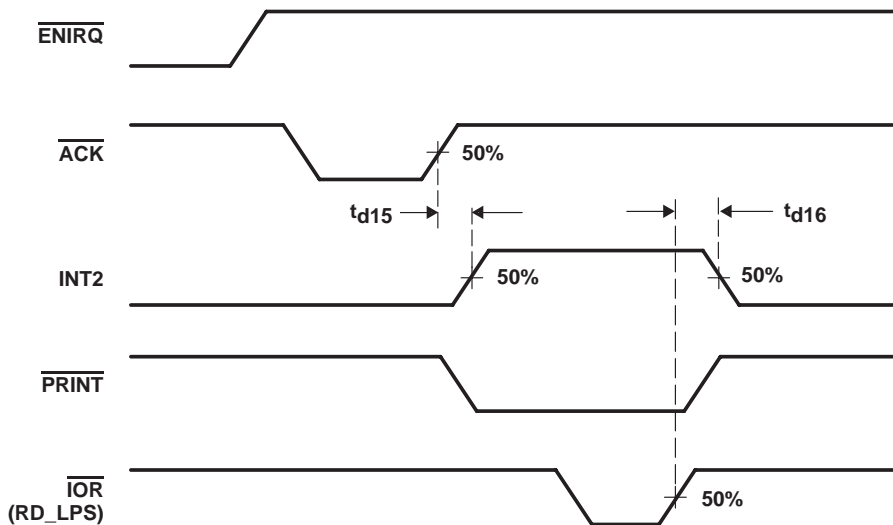 ENIRQ
ACK
50%
td15
td16
INT2
50%
50%
PRINT
IOR
(RD_LPS)
50%